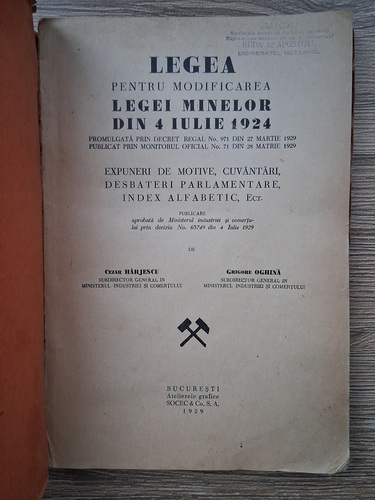 LEGEA
PENTRU MODIFICAREA
LEGEI MINELOR
DIN 4 IULIE 1924
PROMULGATĂ PRIN DECRET REGAL No. 971 DIN 27 MARTIE 1929
PUBLICAT PRIN MONITORUL OFICIAL No. 71 DIN 28 MATRIE 1929
EXPUNERI DE MOTIVE, CUVÂNTĂRI,
DESBATERI PARLAMENTARE,
INDEX ALFABETIC, Ect.
PUBLICARE
aprobată de Ministerul industriei și comerțu-
lui prin decizia No. 65749 din 4 Iulie 1929
DE
Cezar HÂRJESCU
SUBDIRECTOR GENERAL IN
MINISTERUL INDUSTRIEI ȘI COMERȚULUI
Grigore OGHINĂ
SUBDIRECTOR GENERAL IN
MINISTERUL INDUSTRIEI ȘI COMERȚULUI
BUCUREȘTI
Atelierele grafice
SOCEC & Co, S. A.
1929